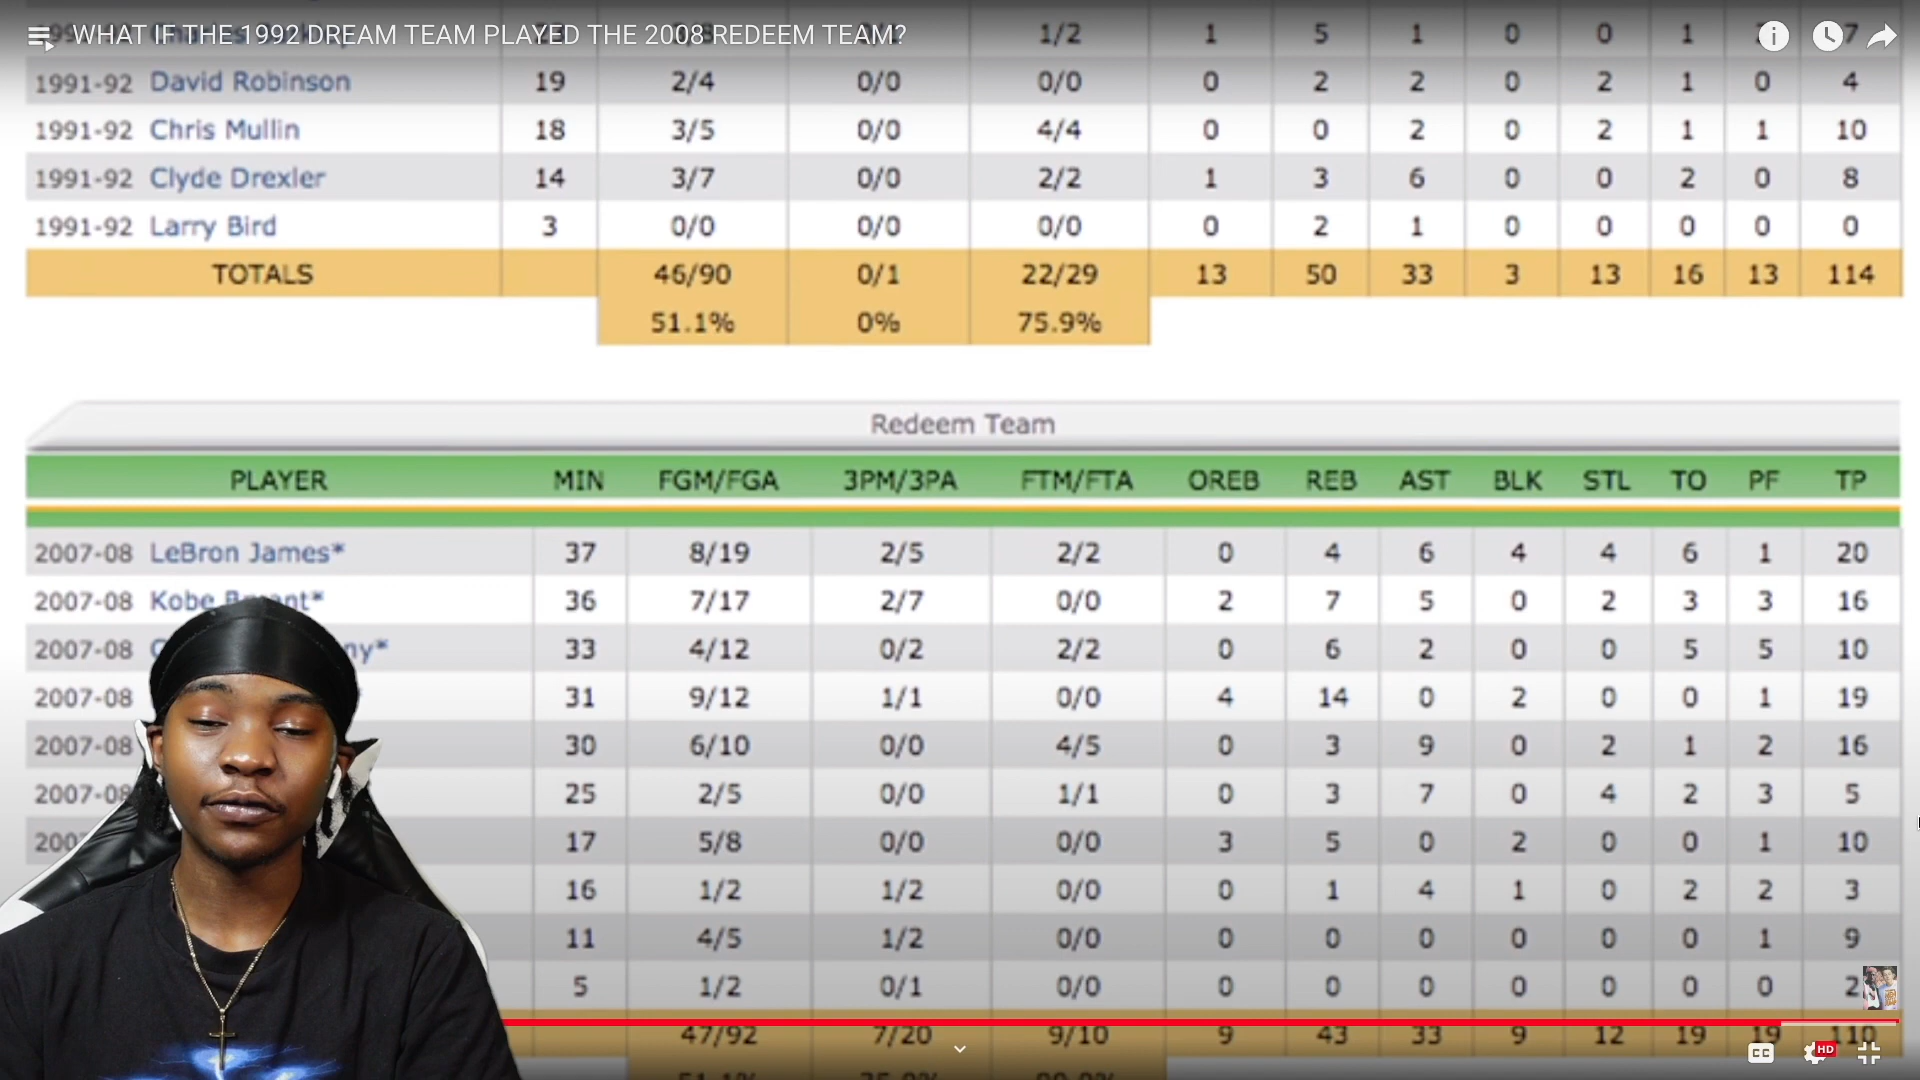 WHAT IF THE 1992 DREAM TEAM PLAYED THE 2008 REDEEM TEAM?
1/2 1 5 1 0 0 1 7
1991-92 David Robinson 19 2/4 0/0 0/0 0 2 2 0 2 1 0 4
1991-92 Chris Mullin 18 3/5 0/0 4/4 0 0 2 0 2 1 1 10
1991-92 Clyde Drexler 14 3/7 0/0 2/2 1 3 6 0 0 2 0 8
1991-92 Larry Bird 3 0/0 0/0 0/0 0 2 1 0 0 0 0 0
TOTALS 46/90 0/1 22/29 13 50 33 3 13 16 13 114
51.1% 0% 75.9%
Redeem Team
PLAYER MIN FGM/FGA 3PM/3PA FTM/FTA OREB REB AST BLK STL TO PF TP
2007-08 LeBron James* 37 8/19 2/5 2/2 0 4 6 4 4 6 1 20
2007-08 Kobe 36 7/17 2/7 0/0 2 7 5 0 2 3 3 16
2007-08 ny* 33 4/12 0/2 2/2 0 6 2 0 0 5 5 10
2007-08 31 9/12 1/1 0/0 4 14 0 2 0 0 1 19
2007-08 30 6/10 0/0 4/5 0 3 9 0 2 1 2 16
2007-08 25 2/5 0/0 1/1 0 3 7 0 4 2 3 5
200 17 5/8 0/0 0/0 3 5 0 2 0 0 1 10
16 1/2 1/2 0/0 0 1 4 1 0 2 2 3
11 4/5 1/2 0/0 0 0 0 0 0 0 1 9
5 1/2 0/1 0/0 0 0 0 0 0 0 0 2
47/92 7/20 9/10 9 43 33 9 12 19 19 110
CC HD